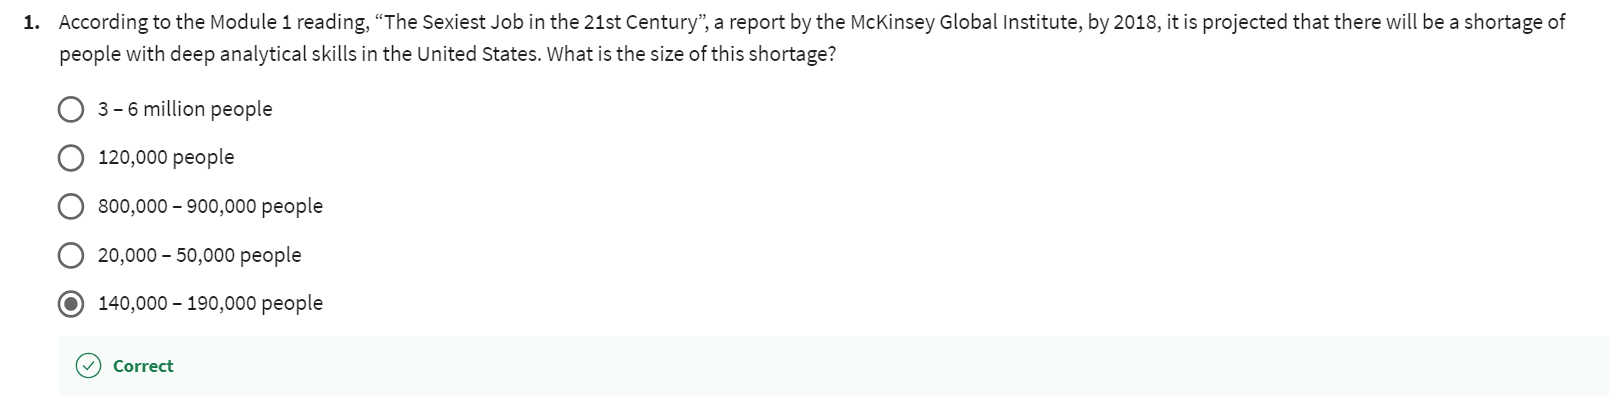 1. According to the Module 1 reading, “The Sexiest Job in the 21st Century”, a report by the McKinsey Global Institute, by 2018, it is projected that there will be a shortage of
people with deep analytical skills in the United States. What is the size of this shortage?
3 – 6 million people
120,000 people
800,000 – 900,000 people
20,000 – 50,000 people
140,000 – 190,000 people
Correct